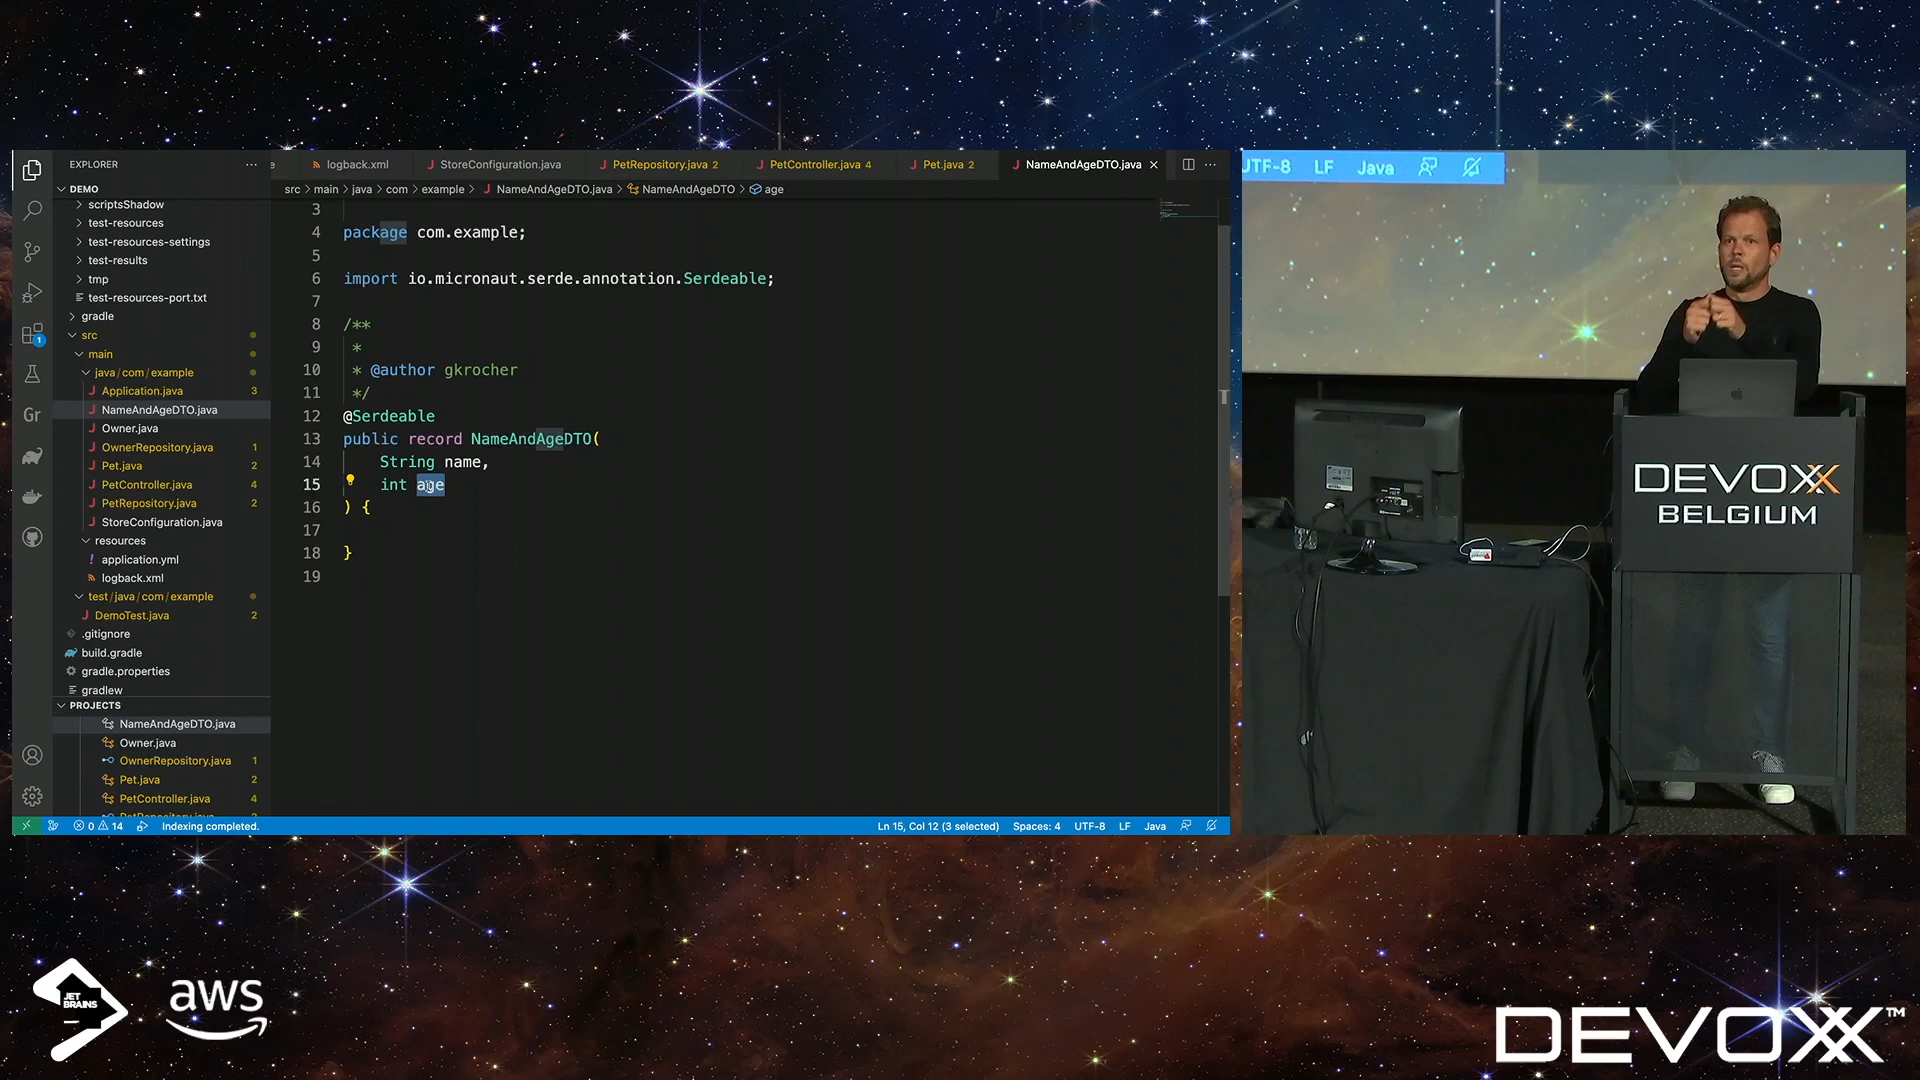 EXPLORER
DEMO
scriptsShadow
test-resources
test-resources-settings
test-results
tmp
test-resources-port.txt
gradle
src
main
java/com/example
Application.java 3
NameAndAgeDTO.java
Owner.java
OwnerRepository.java 1
Pet.java 2
PetController.java 4
PetRepository.java 2
StoreConfiguration.java
resources
application.yml
logback.xml
test/java/com/example
DemoTest.java 2
.gitignore
build.gradle
gradle.properties
gradlew
PROJECTS
NameAndAgeDTO.java
Owner.java
OwnerRepository.java 1
Pet.java 2
PetController.java 4
PetRepository.java
Gr
1
e logback.xml StoreConfiguration.java PetRepository.java 2 PetController.java 4 Pet.java 2 NameAndAgeDTO.java
src > main > java > com > example > NameAndAgeDTO.java > NameAndAgeDTO > age
3
4 package com.example;
5
6 import io.micronaut.serde.annotation.Serdeable;
7
8 /**
9 *
10 * @author gkrocher
11 */
12 @Serdeable
13 public record NameAndAgeDTO(
14 String name,
15 int age
16 ) {
17
18 }
19
0 14 Indexing completed. Ln 15, Col 12 (3 selected) Spaces: 4 UTF-8 LF Java
UTF-8 LF Java
DEVOXX
BELGIUM
JET
BRAINS
aws
DEVOXX™